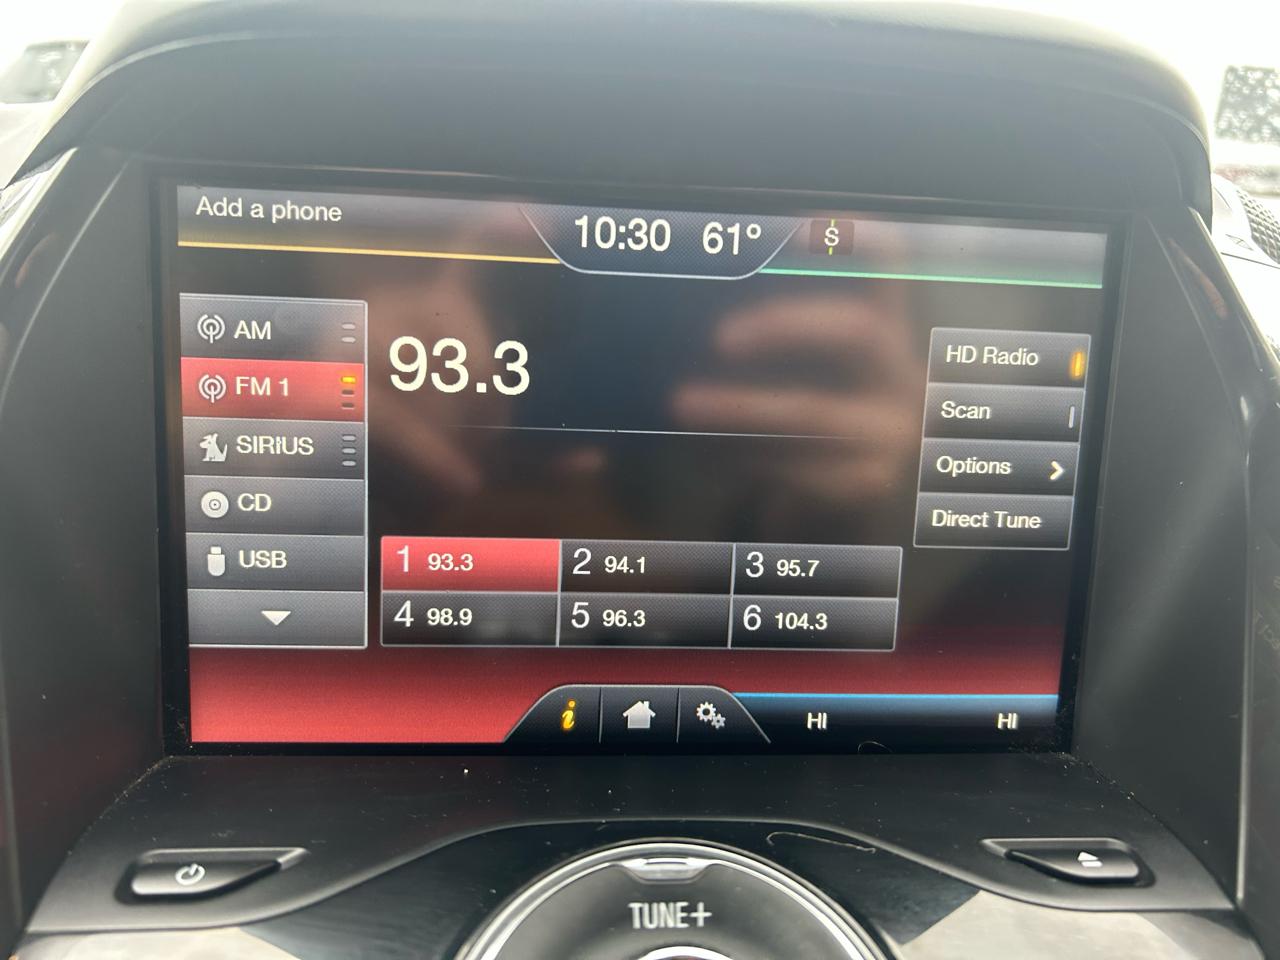 Add a phone
10:30 61° S
AM
FM 1
SIRIUS
CD
USB
93.3
HD Radio
Scan
Options
Direct Tune
1 93.3 2 94.1 3 95.7
4 98.9 5 96.3 6 104.3
i
HI HI
TUNE+